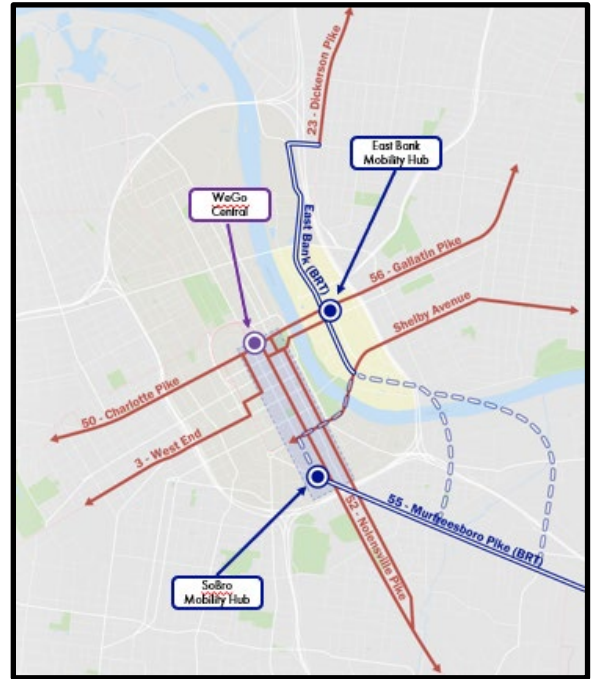 23 - Dickerson Pike
East Bank
Mobility Hub
WeGo
Central
East Bank (BRT)
56 - Gallatin Pike
Shelby Avenue
50 - Charlotte Pike
3 - West End
55 - Murfreesboro Pike (BRT)
52 - Nolensville Pike
SoBro
Mobility Hub